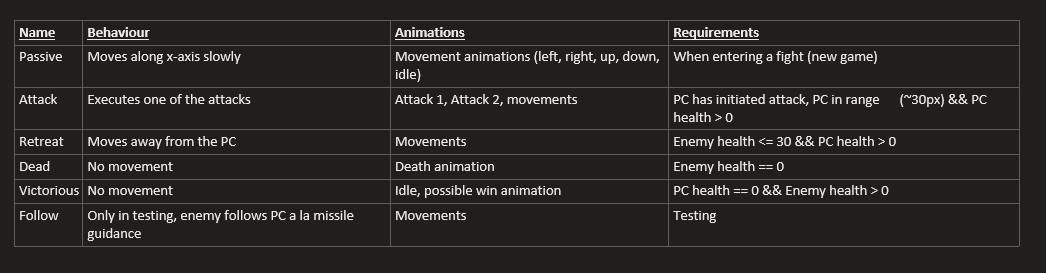 Name Behaviour Animations Requirements
Passive Moves along x-axis slowly Movement animations (left, right, up, down, idle) When entering a fight (new game)
Attack Executes one of the attacks Attack 1, Attack 2, movements PC has initiated attack, PC in range (~30px) && PC health > 0
Retreat Moves away from the PC Movements Enemy health <= 30 && PC health > 0
Dead No movement Death animation Enemy health == 0
Victorious No movement Idle, possible win animation PC health == 0 && Enemy health > 0
Follow Only in testing, enemy follows PC a la missile guidance Movements Testing